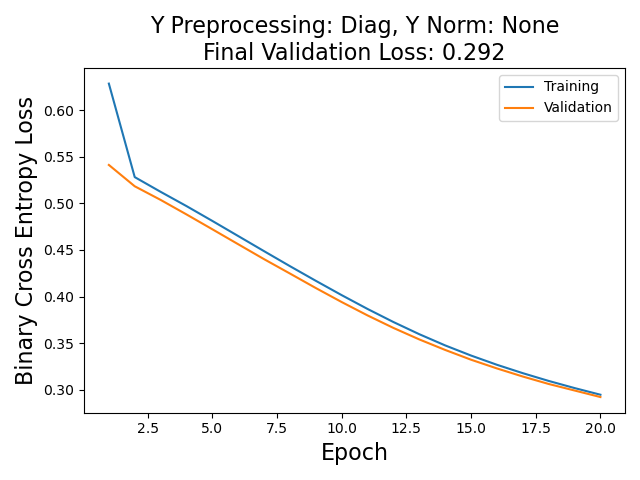 Y Preprocessing: Diag, Y Norm: None
Final Validation Loss: 0.292
Training
Validation
0.60
0.55
0.50
0.45
0.40
0.35
0.30
Binary Cross Entropy Loss
2.5
5.0
7.5
10.0
12.5
15.0
17.5
20.0
Epoch